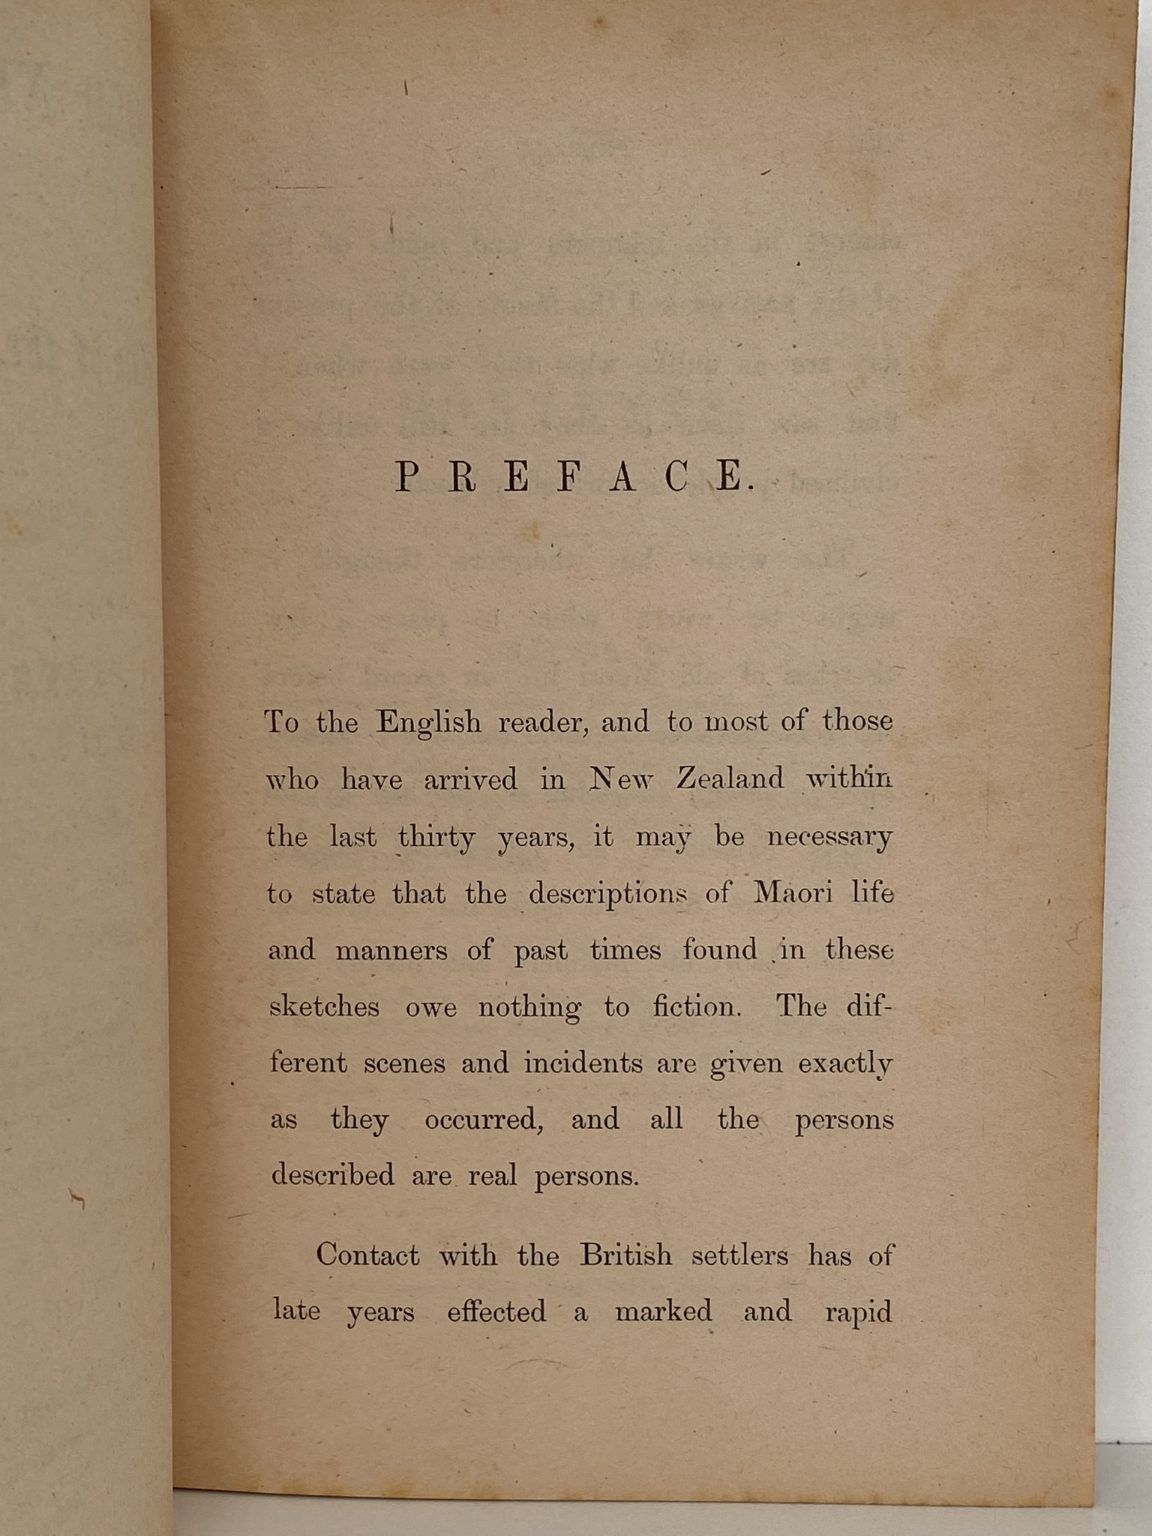 P R E F A C E.
To the English reader, and to most of those
who have arrived in New Zealand within
the last thirty years, it may be necessary
to state that the descriptions of Maori life
and manners of past times found in these
sketches owe nothing to fiction. The dif-
ferent scenes and incidents are given exactly
as they occurred, and all the persons
described are real persons.
Contact with the British settlers has of
late years effected a marked and rapid